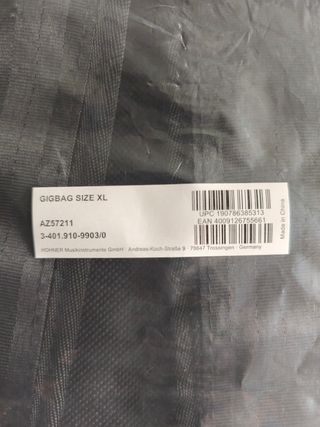 GIGBAG SIZE XL
AZ57211
3-401.910-9903/0
HOHNER Musikinstrumente GmbH · Andreas-Koch-Straße 9 · 78647 Trossingen · Germany
UPC 190786385313
EAN 4009126755661
Made in China